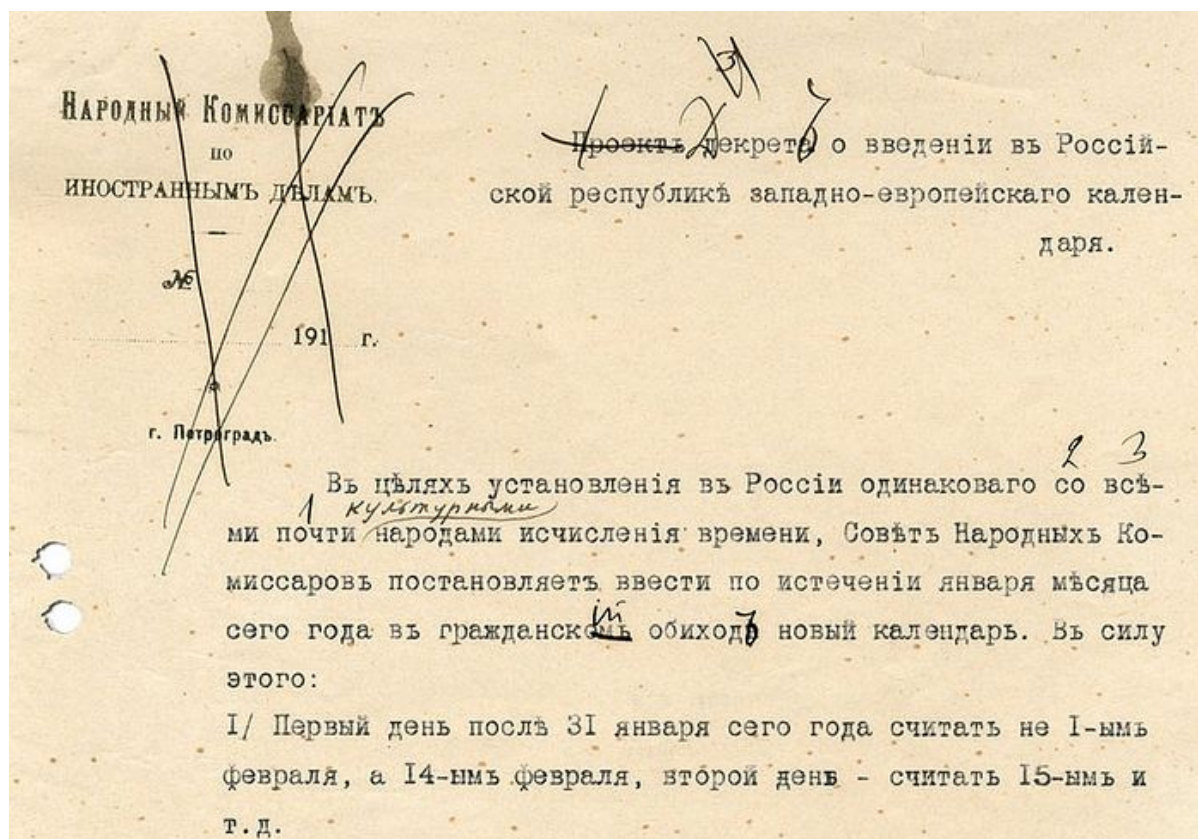 Народный Комиссаріатъ
по
иностраннымъ дѣламъ.
№
191 г.
г. Петроградъ.
Проектъ декрета о введеніи въ Россій-
ской республикѣ западно-европейскаго кален-
даря.
2 3
Въ цѣляхъ установленія въ Россіи одинаковаго со всѣ-
1 культурными
ми почти народами исчисленія времени, Совѣтъ Народныхъ Ко-
миссаровъ постановляетъ ввести по истеченіи января мѣсяца
сего года въ гражданскомъ обиходѣ новый календарь. Въ силу
этого:
I/ Первый день послѣ 3I января сего года считать не I-ымъ
февраля, а I4-ымъ февраля, второй день - считать I5-ымъ и
т.д.